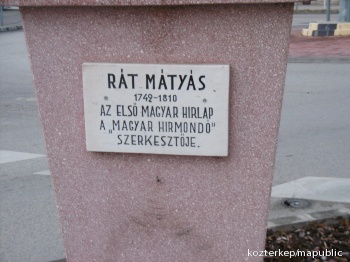 RÁT MÁTYÁS
1749-1810
AZ ELSŐ MAGYAR HIRLAP
A „MAGYAR HIRMONDÓ"
SZERKESZTŐJE.
kozterkep/mapublic